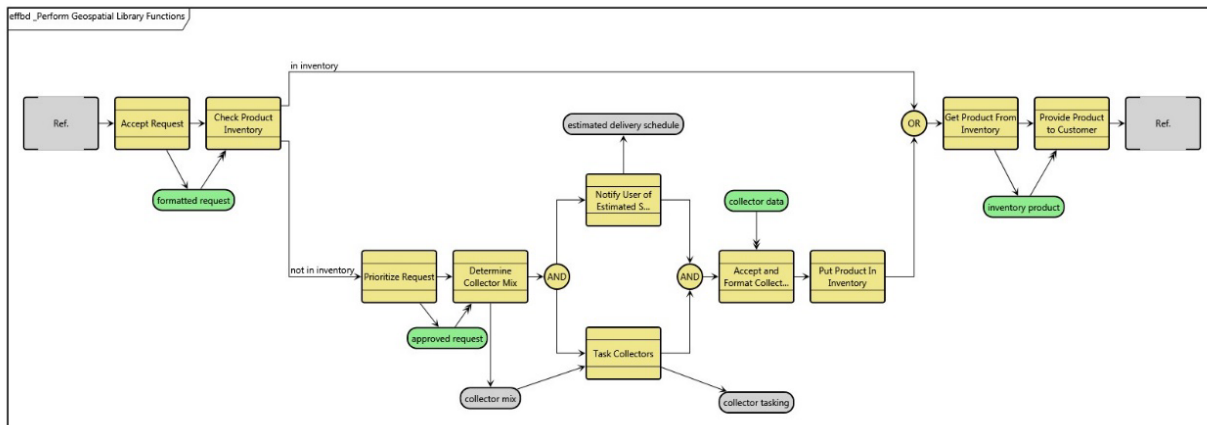 effbd _Perform Geospatial Library Functions
in inventory
Ref.
Accept Request
Check Product
Inventory
formatted request
not in inventory
Prioritize Request
Determine
Collector Mix
approved request
collector mix
AND
estimated delivery schedule
Notify User of
Estimated S...
Task Collectors
collector tasking
AND
collector data
Accept and
Format Collect...
Put Product In
Inventory
OR
Get Product From
Inventory
inventory product
Provide Product
to Customer
Ref.